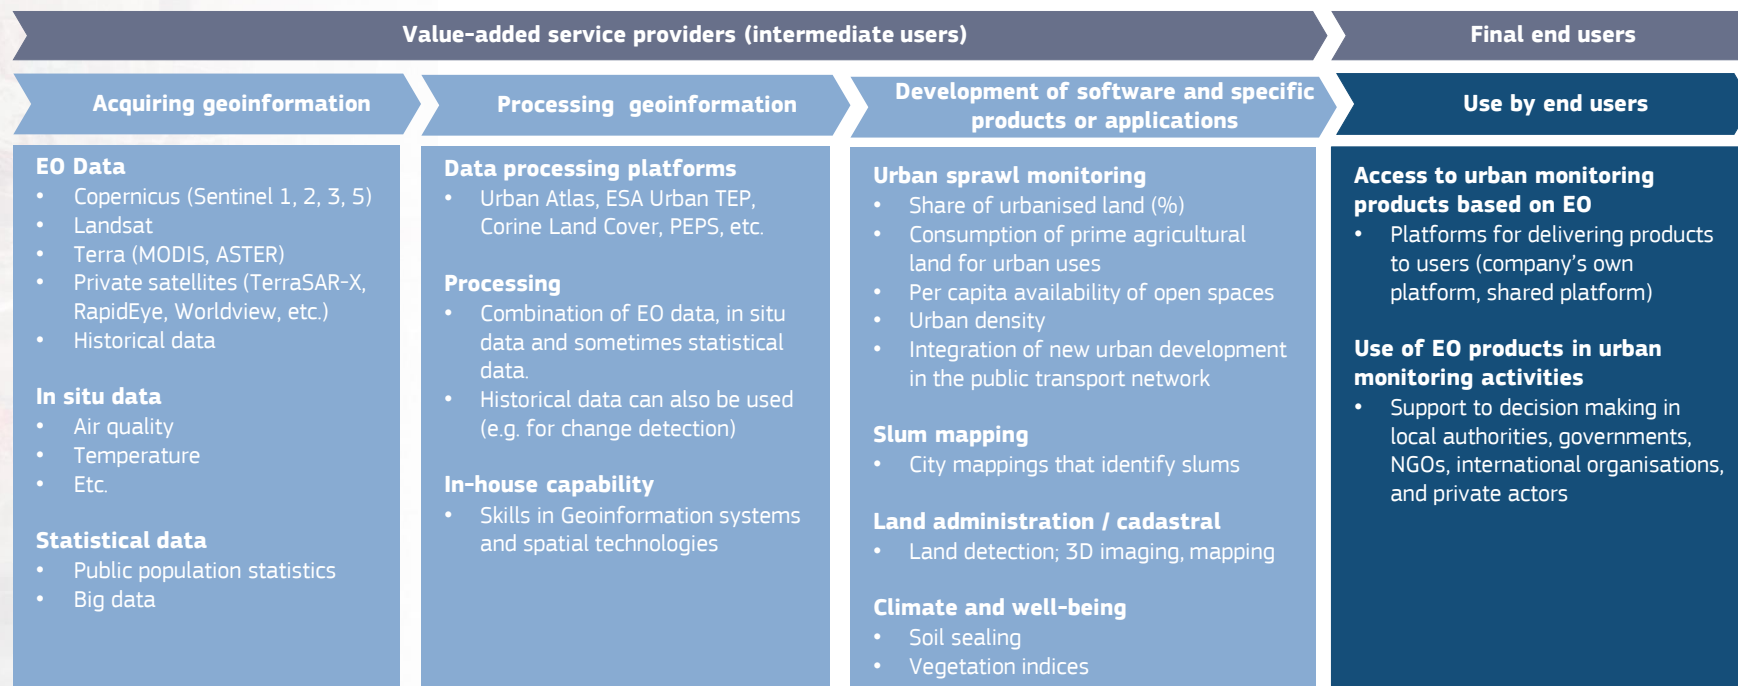 Value-added service providers (intermediate users)
Final end users
Acquiring geoinformation
Processing geoinformation
Development of software and specific
products or applications
Use by end users
EO Data
• Copernicus (Sentinel 1, 2, 3, 5)
• Landsat
• Terra (MODIS, ASTER)
• Private satellites (TerraSAR-X,
RapidEye, Worldview, etc.)
• Historical data
In situ data
• Air quality
• Temperature
• Etc.
Statistical data
• Public population statistics
• Big data
Data processing platforms
• Urban Atlas, ESA Urban TEP,
Corine Land Cover, PEPS, etc.
Processing
• Combination of EO data, in situ
data and sometimes statistical
data.
• Historical data can also be used
(e.g. for change detection)
In-house capability
• Skills in Geoinformation systems
and spatial technologies
Urban sprawl monitoring
• Share of urbanised land (%)
• Consumption of prime agricultural
land for urban uses
• Per capita availability of open spaces
• Urban density
• Integration of new urban development
in the public transport network
Slum mapping
• City mappings that identify slums
Land administration / cadastral
• Land detection; 3D imaging, mapping
Climate and well-being
• Soil sealing
• Vegetation indices
Access to urban monitoring
products based on EO
• Platforms for delivering products
to users (company's own
platform, shared platform)
Use of EO products in urban
monitoring activities
• Support to decision making in
local authorities, governments,
NGOs, international organisations,
and private actors